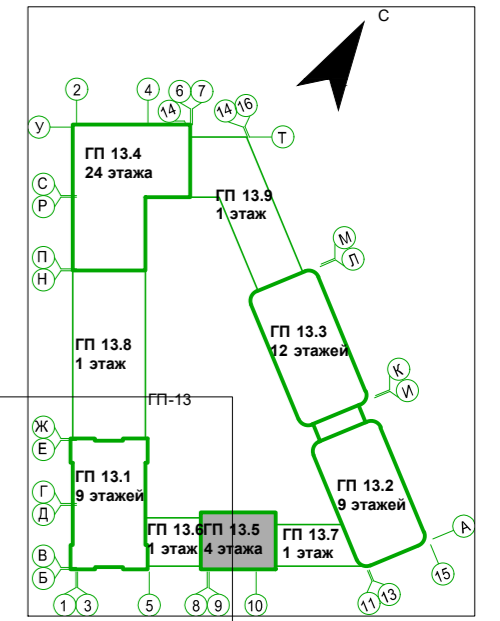 С
2
4
6
7
14
14
16
У
Т
ГП 13.4
24 этажа
С
Р
ГП 13.9
1 этаж
М
Л
П
Н
ГП 13.3
12 этажей
ГП 13.8
1 этаж
К
И
ГП-13
Ж
Е
ГП 13.1
9 этажей
Г
Д
ГП 13.2
9 этажей
А
ГП 13.6
1 этаж
ГП 13.5
4 этажа
ГП 13.7
1 этаж
В
Б
15
1
3
5
8
9
10
11
13